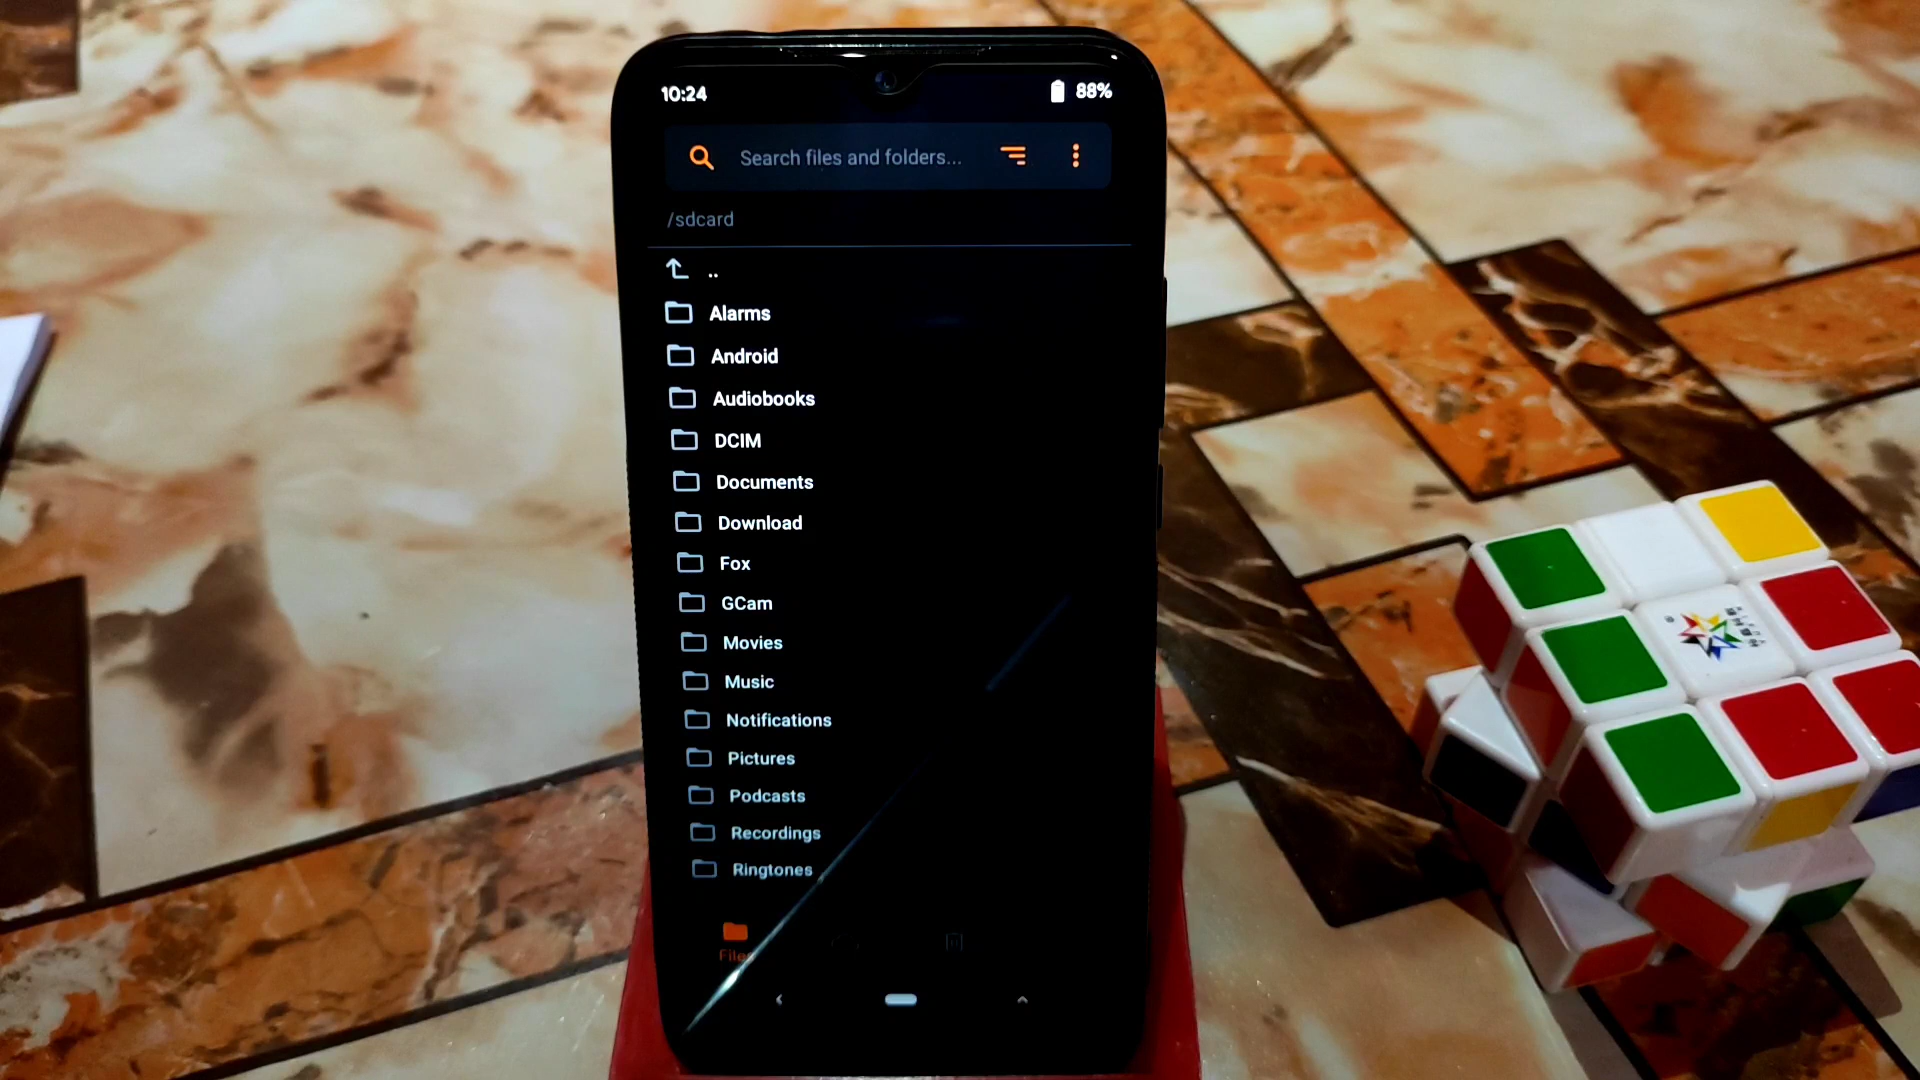 10:24
88%
Search files and folders...
/sdcard
..
Alarms
Android
Audiobooks
DCIM
Documents
Download
Fox
GCam
Movies
Music
Notifications
Pictures
Podcasts
Recordings
Ringtones
Files